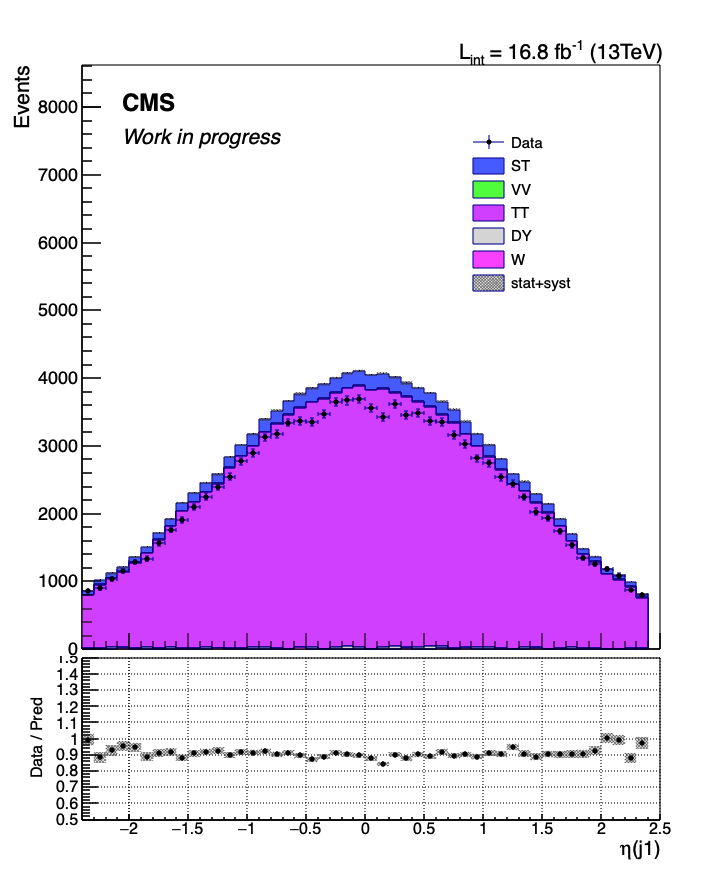 L_int = 16.8 fb^-1 (13TeV)
Events
CMS
Work in progress
8000
7000
6000
5000
4000
3000
2000
1000
0
Data
ST
VV
TT
DY
W
stat+syst
Data / Pred
1.5
1.4
1.3
1.2
1.1
1
0.9
0.8
0.7
0.6
0.5
−2 −1.5 −1 −0.5 0 0.5 1 1.5 2 2.5
η(j1)